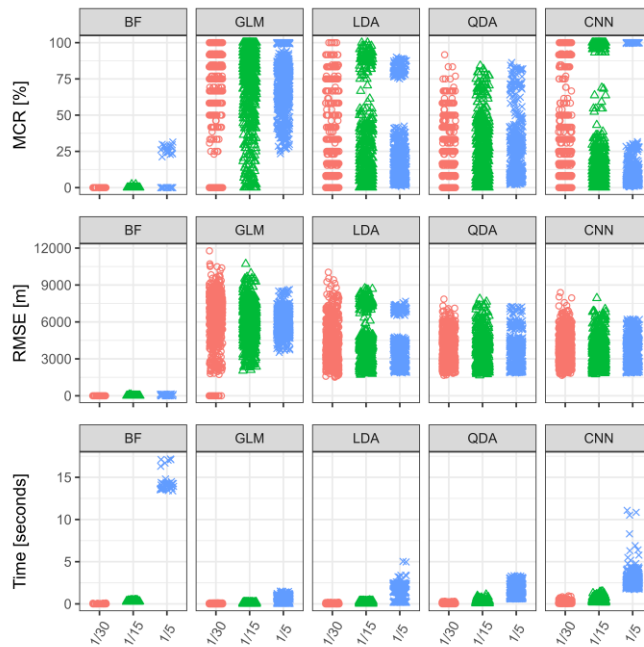 BF GLM LDA QDA CNN
MCR [%]
100
75
50
25
0
BF GLM LDA QDA CNN
RMSE [m]
12000
9000
6000
3000
0
BF GLM LDA QDA CNN
Time [seconds]
15
10
5
0
1/30 1/15 1/5 1/30 1/15 1/5 1/30 1/15 1/5 1/30 1/15 1/5 1/30 1/15 1/5